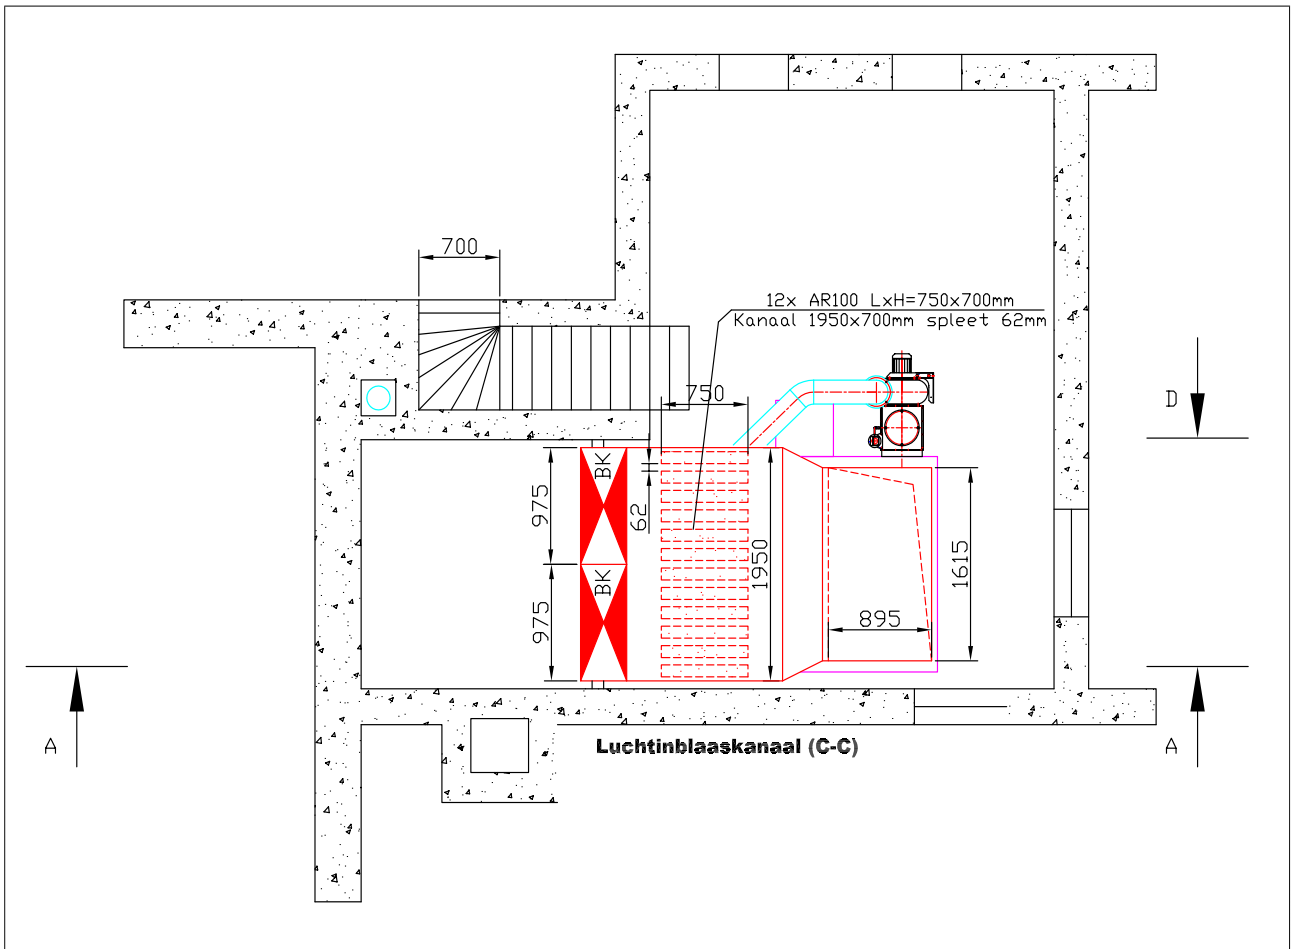 700
12x AR100 LxH=750x700mm
Kanaal 1950x700mm spleet 62mm
750
D
BK
975
62
1950
1615
BK
975
895
A
A
Luchtinblaaskanaal (C-C)